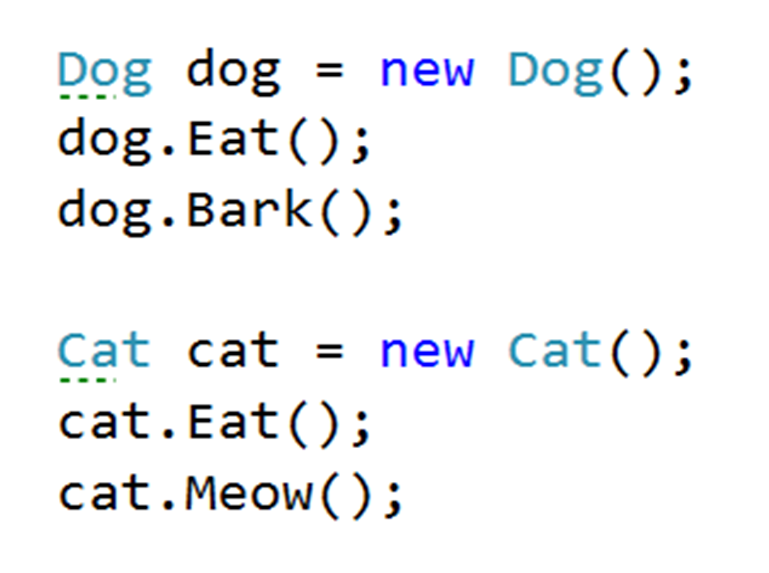 Dog dog = new Dog();
dog.Eat();
dog.Bark();
Cat cat = new Cat();
cat.Eat();
cat.Meow();